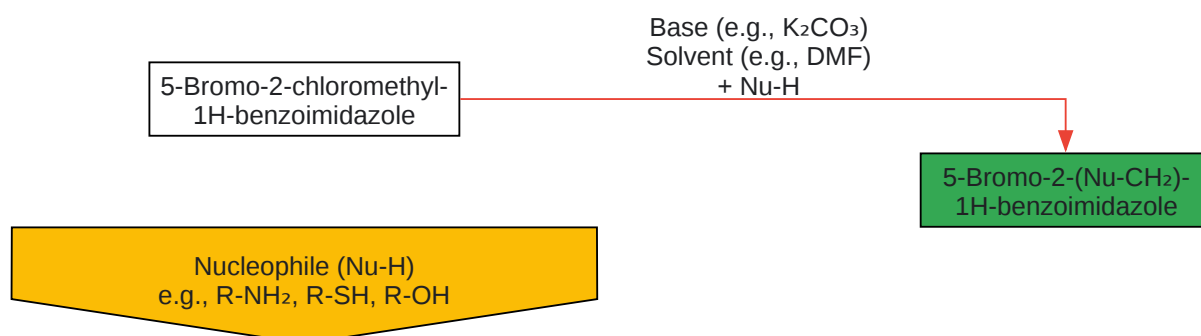 Base (e.g., K₂CO₃)
Solvent (e.g., DMF)
+ Nu-H
5-Bromo-2-chloromethyl-
1H-benzoimidazole
5-Bromo-2-(Nu-CH₂)-
1H-benzoimidazole
Nucleophile (Nu-H)
e.g., R-NH₂, R-SH, R-OH